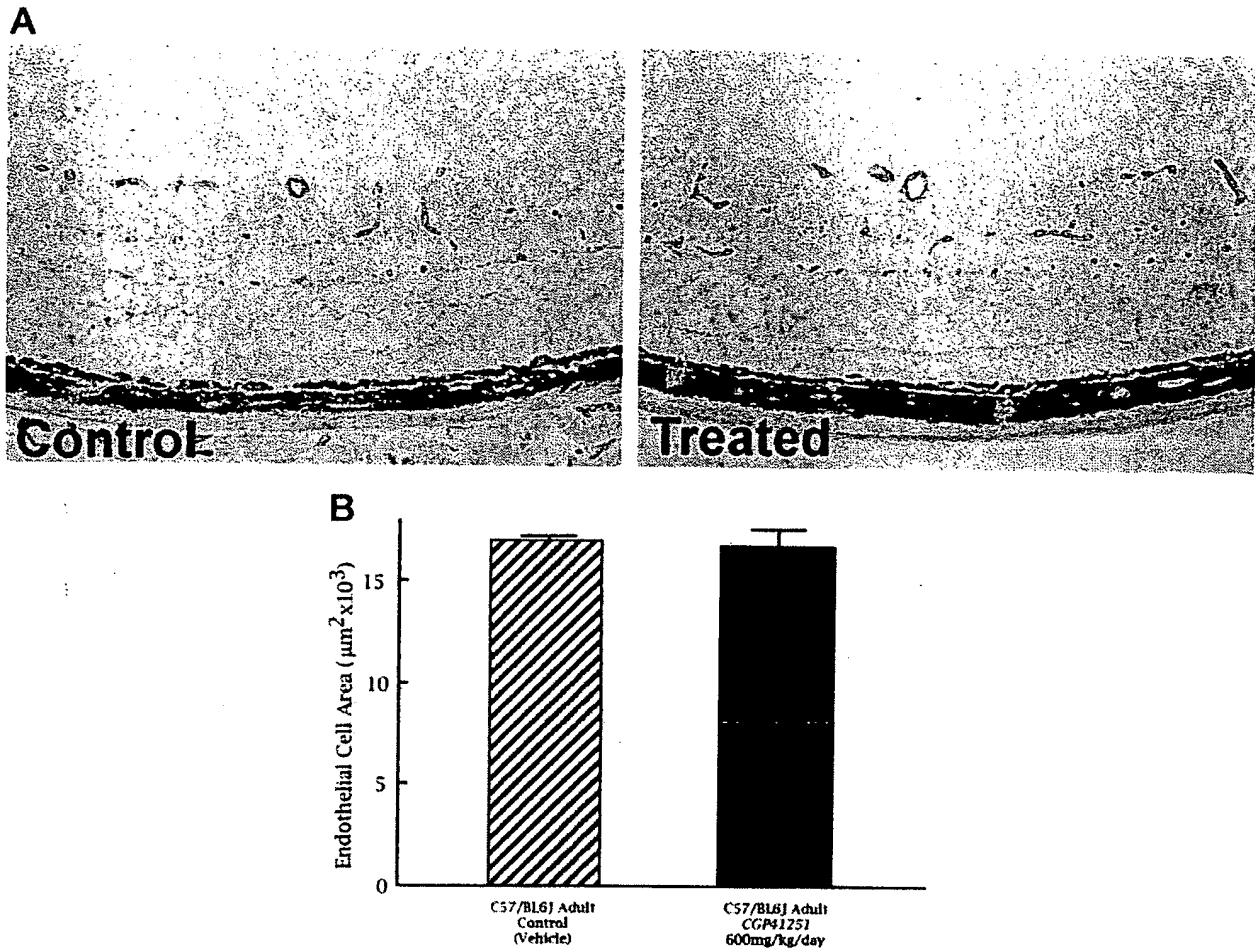 A
Control
Treated
B
Endothelial Cell Area (µm²x10³)
15
10
5
0
C57/BL6J Adult
Control
(Vehicle)
C57/BL6J Adult
CGP41251
600mg/kg/day